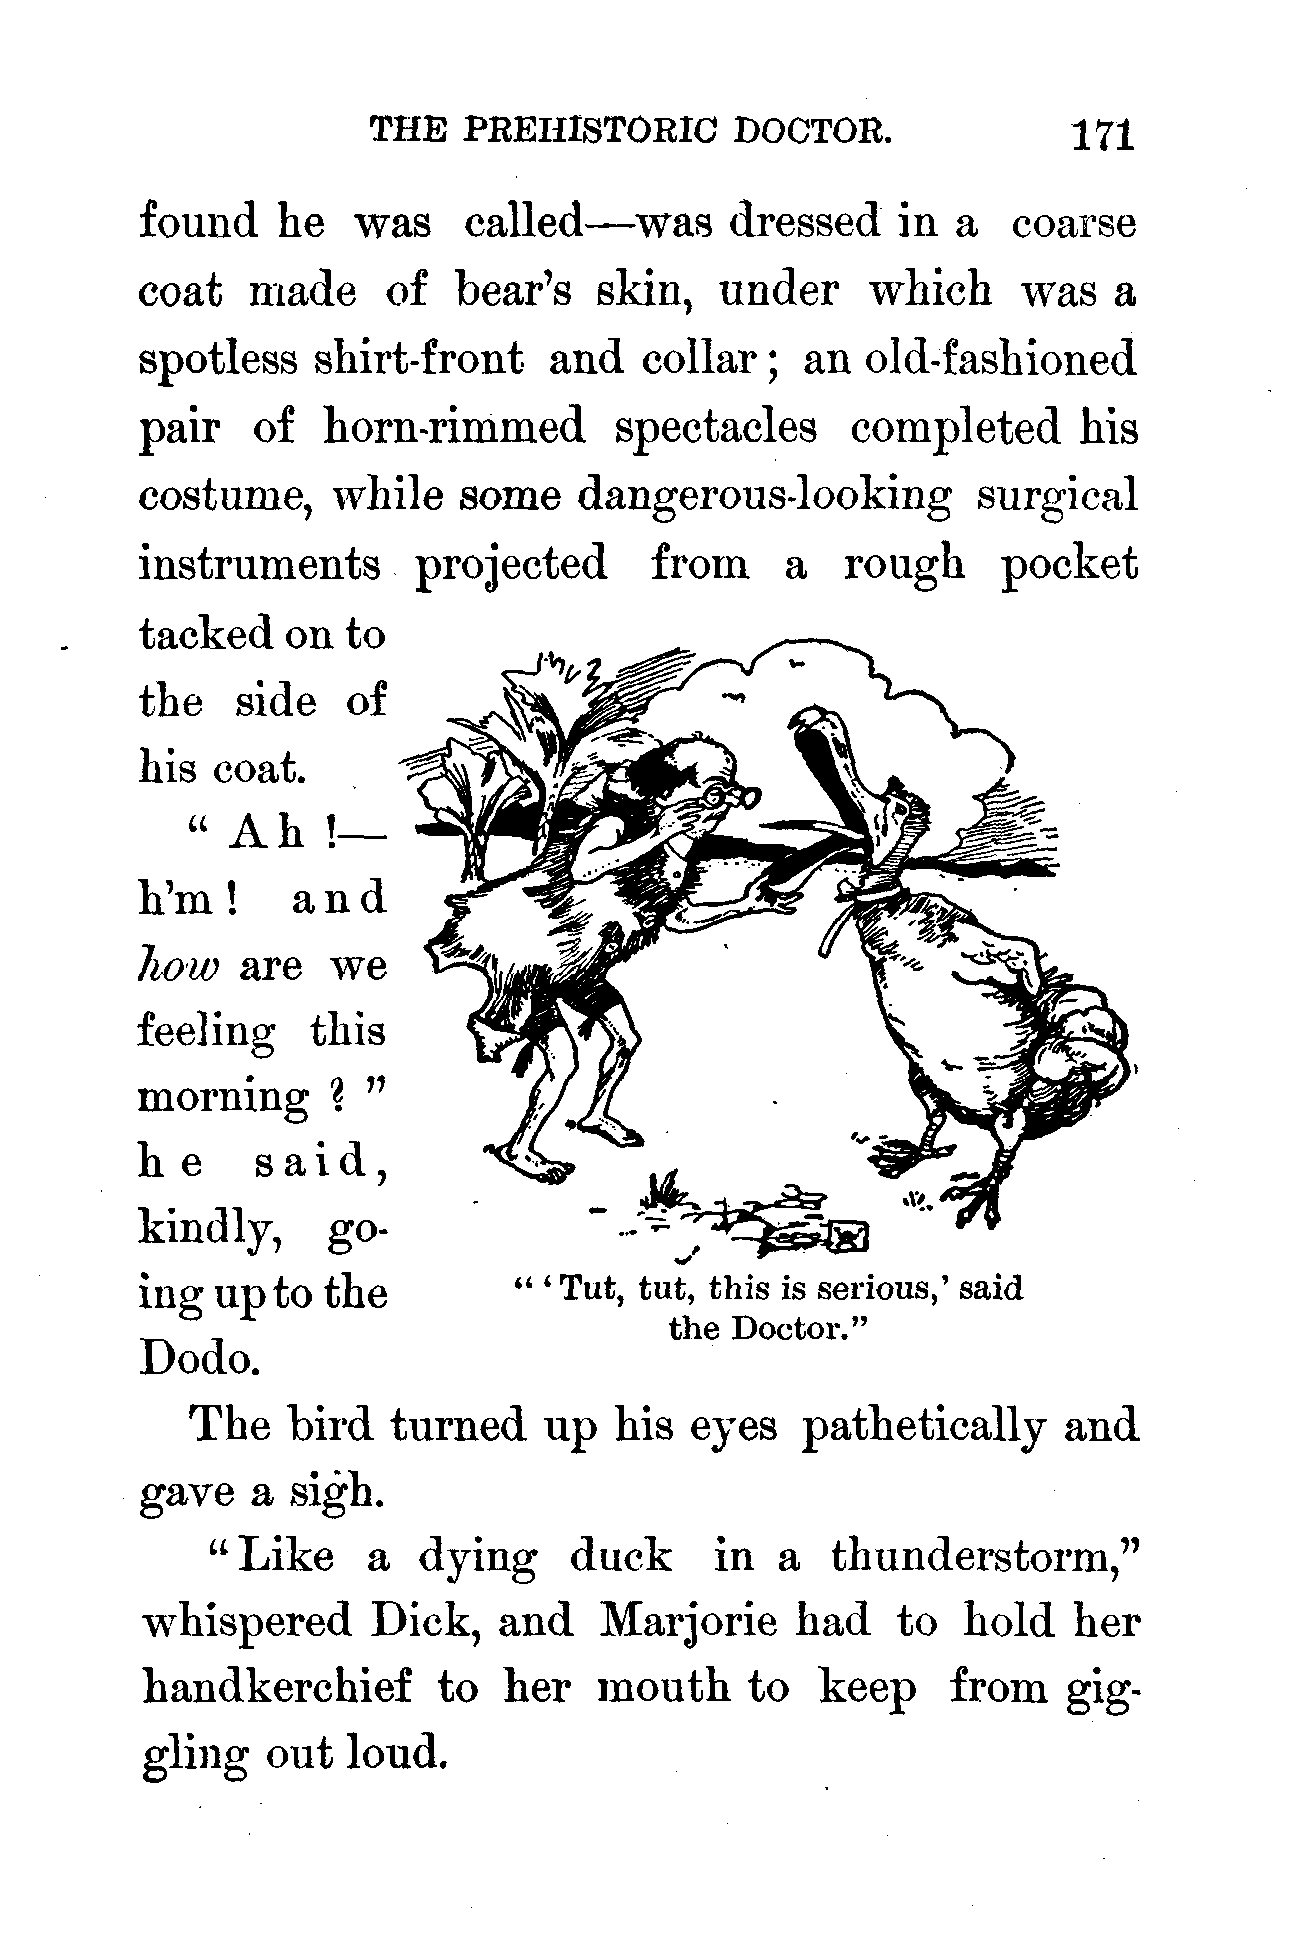 THE PREHISTORIC DOCTOR. 171
found he was called—was dressed in a coarse
coat made of bear's skin, under which was a
spotless shirt-front and collar; an old-fashioned
pair of horn-rimmed spectacles completed his
costume, while some dangerous-looking surgical
instruments projected from a rough pocket
tacked on to
the side of
his coat.
"Ah!—
h'm! and
how are we
feeling this
morning?"
he said,
kindly, go-
ing up to the
Dodo.
"'Tut, tut, this is serious,' said
the Doctor."
The bird turned up his eyes pathetically and
gave a sigh.
"Like a dying duck in a thunderstorm,"
whispered Dick, and Marjorie had to hold her
handkerchief to her mouth to keep from gig-
gling out loud.